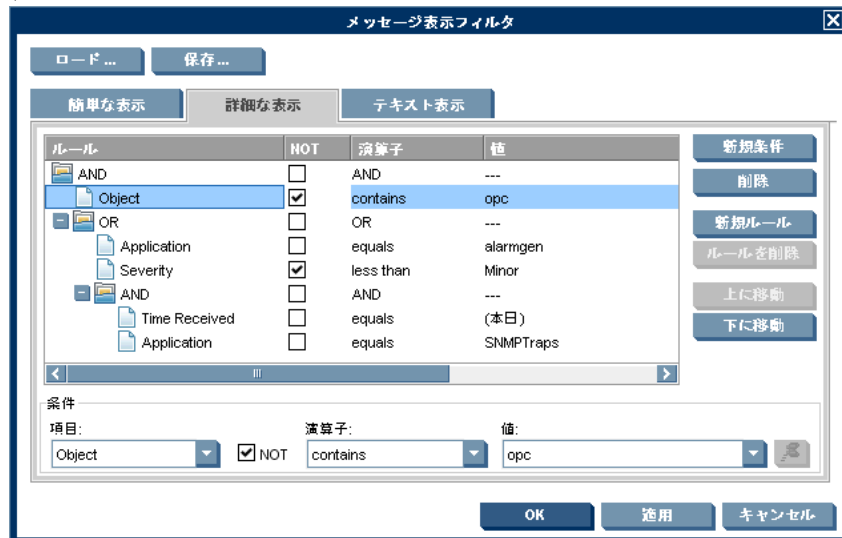 メッセージ表示フィルタ
ロード... 保存...
簡単な表示 詳細な表示 テキスト表示
ルール NOT 演算子 値
AND AND ---
Object contains opc
OR OR ---
Application equals alarmgen
Severity less than Minor
AND AND ---
Time Received equals (本日)
Application equals SNMPTraps
新規条件
削除
新規ルール
ルールを削除
上に移動
下に移動
条件
項目: 演算子: 値:
Object NOT contains opc
OK 適用 キャンセル